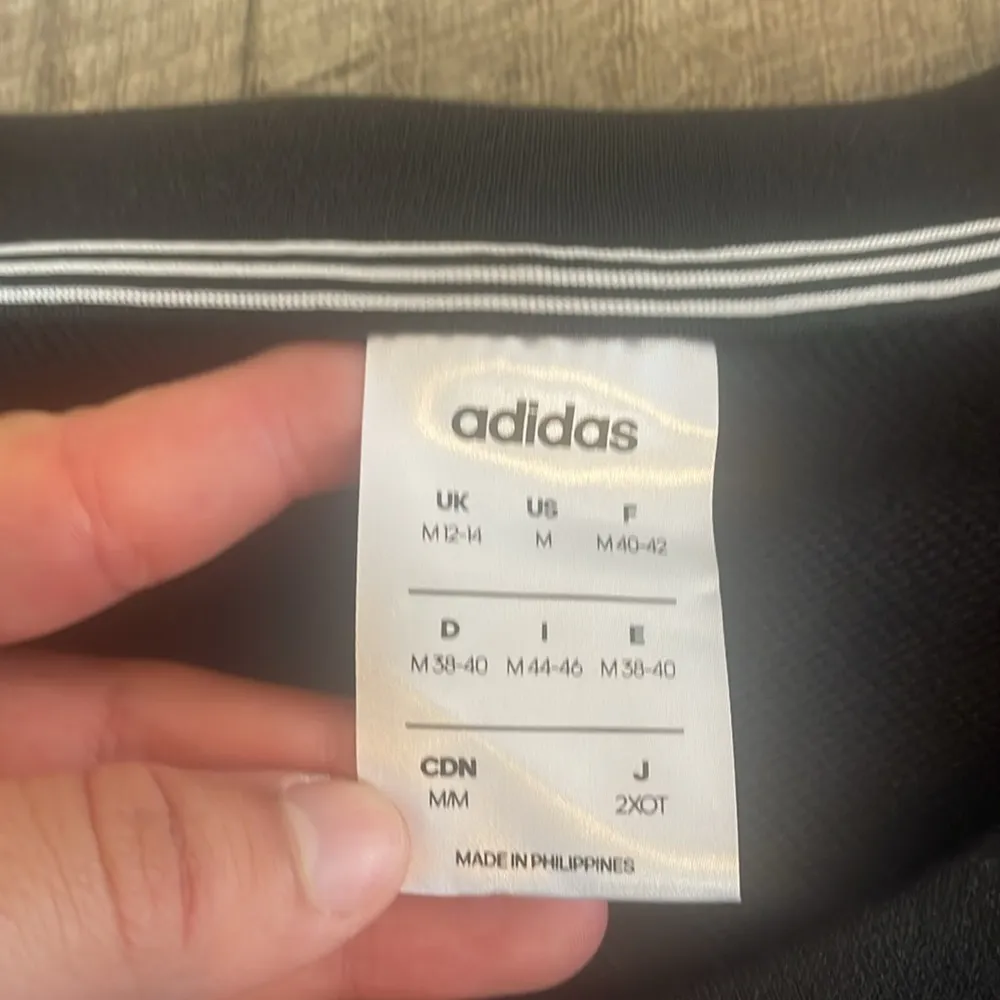 adidas
UK US F
M 12-14 M M 40-42
D I E
M 38-40 M 44-46 M 38-40
CDN J
M/M 2XOT
MADE IN PHILIPPINES